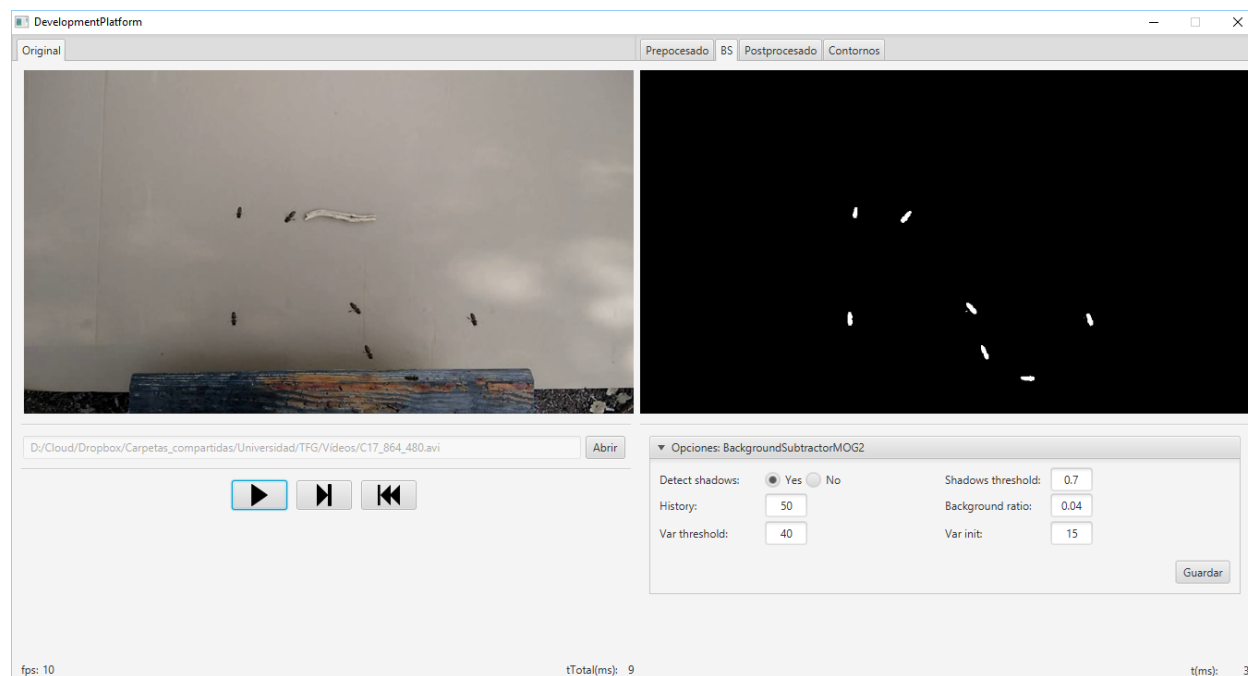 DevelopmentPlatform
Original
Prepocesado BS Postprocesado Contornos
D:/Cloud/Dropbox/Carpetas_compartidas/Universidad/TFG/Vídeos/C17_864_480.avi Abrir
Opciones: BackgroundSubtractorMOG2
Detect shadows: Yes No Shadows threshold: 0.7
History: 50 Background ratio: 0.04
Var threshold: 40 Var init: 15
Guardar
fps: 10 tTotal(ms): 9 t(ms): 3